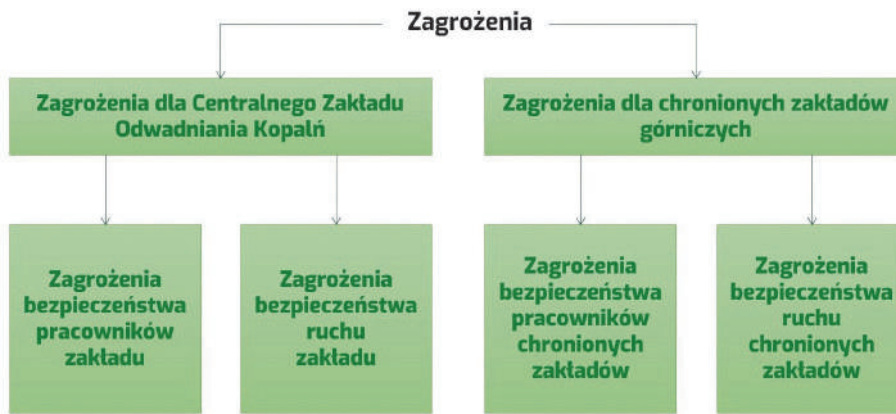 Zagrożenia
Zagrożenia dla Centralnego Zakładu
Odwadniania Kopalń
Zagrożenia dla chronionych zakładów
górniczych
Zagrożenia
bezpieczeństwa
pracowników
zakładu
Zagrożenia
bezpieczeństwa
ruchu
zakładu
Zagrożenia
bezpieczeństwa
pracowników
chronionych
zakładów
Zagrożenia
bezpieczeństwa
ruchu
chronionych
zakładów